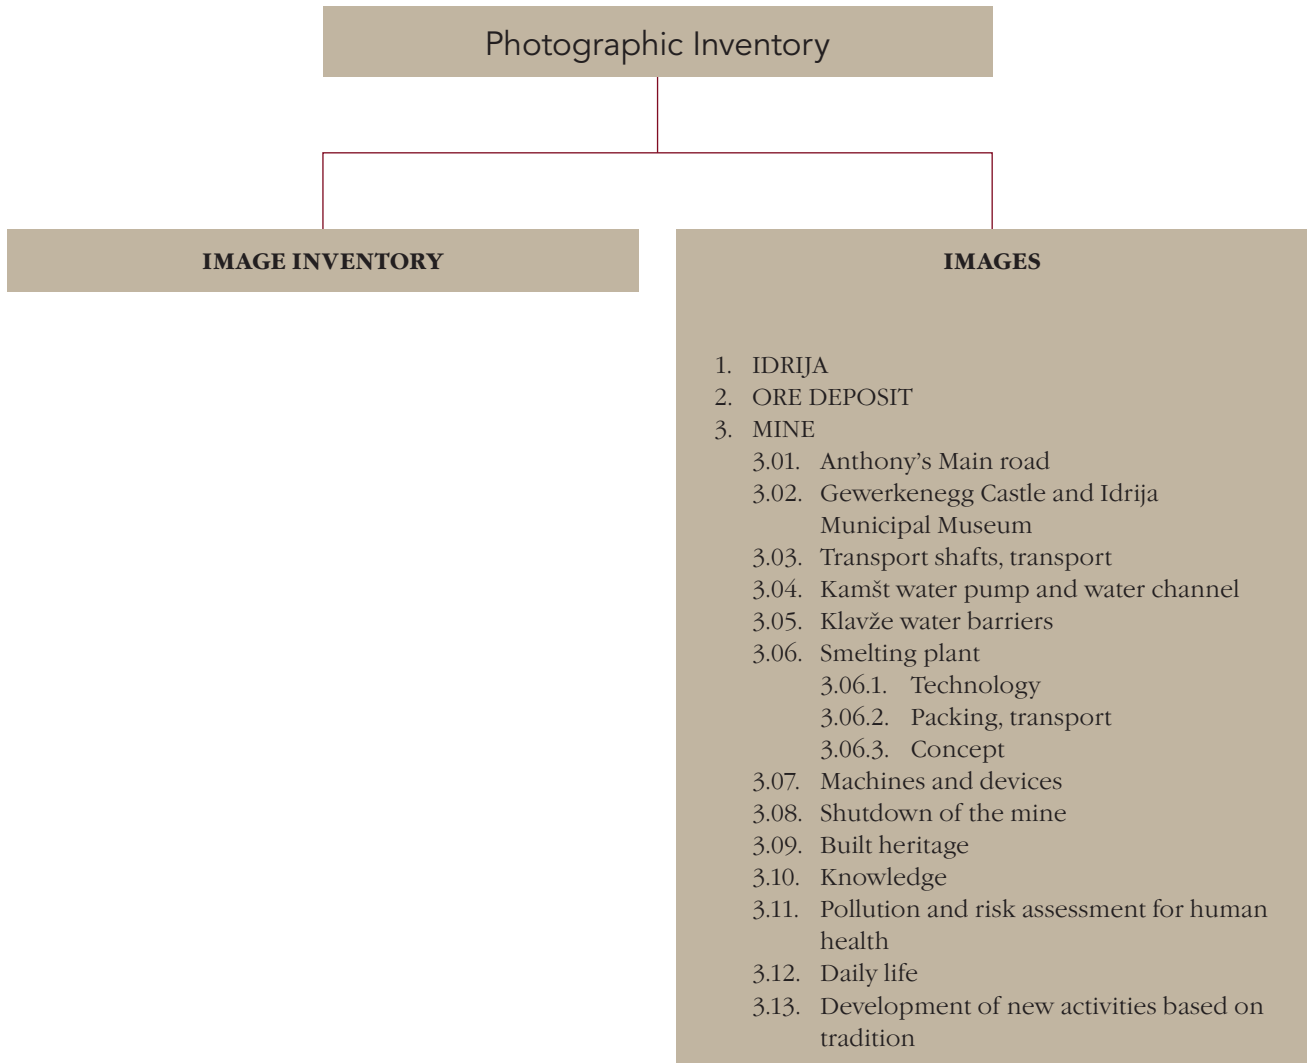 Photographic Inventory
IMAGE INVENTORY
IMAGES
1. IDRIJA
2. ORE DEPOSIT
3. MINE
3.01. Anthony’s Main road
3.02. Gewerkenegg Castle and Idrija
Municipal Museum
3.03. Transport shafts, transport
3.04. Kamšt water pump and water channel
3.05. Klavže water barriers
3.06. Smelting plant
3.06.1. Technology
3.06.2. Packing, transport
3.06.3. Concept
3.07. Machines and devices
3.08. Shutdown of the mine
3.09. Built heritage
3.10. Knowledge
3.11. Pollution and risk assessment for human
health
3.12. Daily life
3.13. Development of new activities based on
tradition